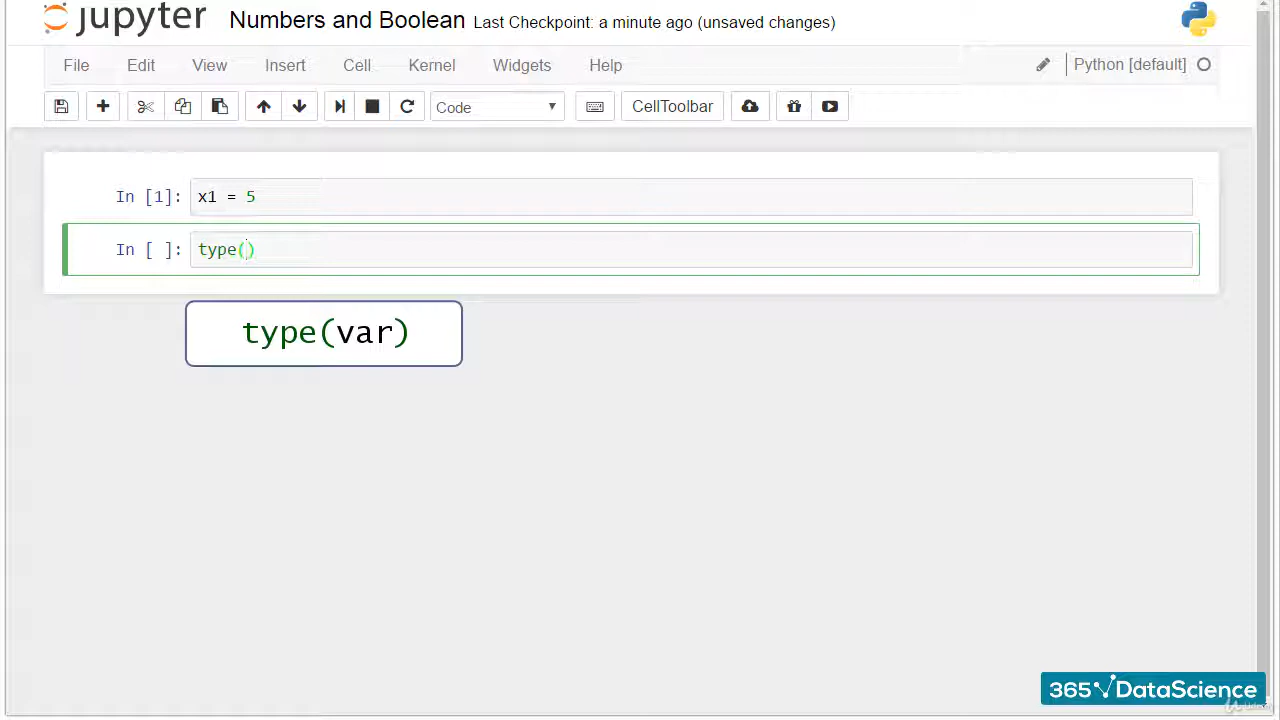 jupyter Numbers and Boolean Last Checkpoint: a minute ago (unsaved changes)
File Edit View Insert Cell Kernel Widgets Help Python [default]
Code CellToolbar
In [1]: x1 = 5
In [ ]: type()
type(var)
365 DataScience
Udemy